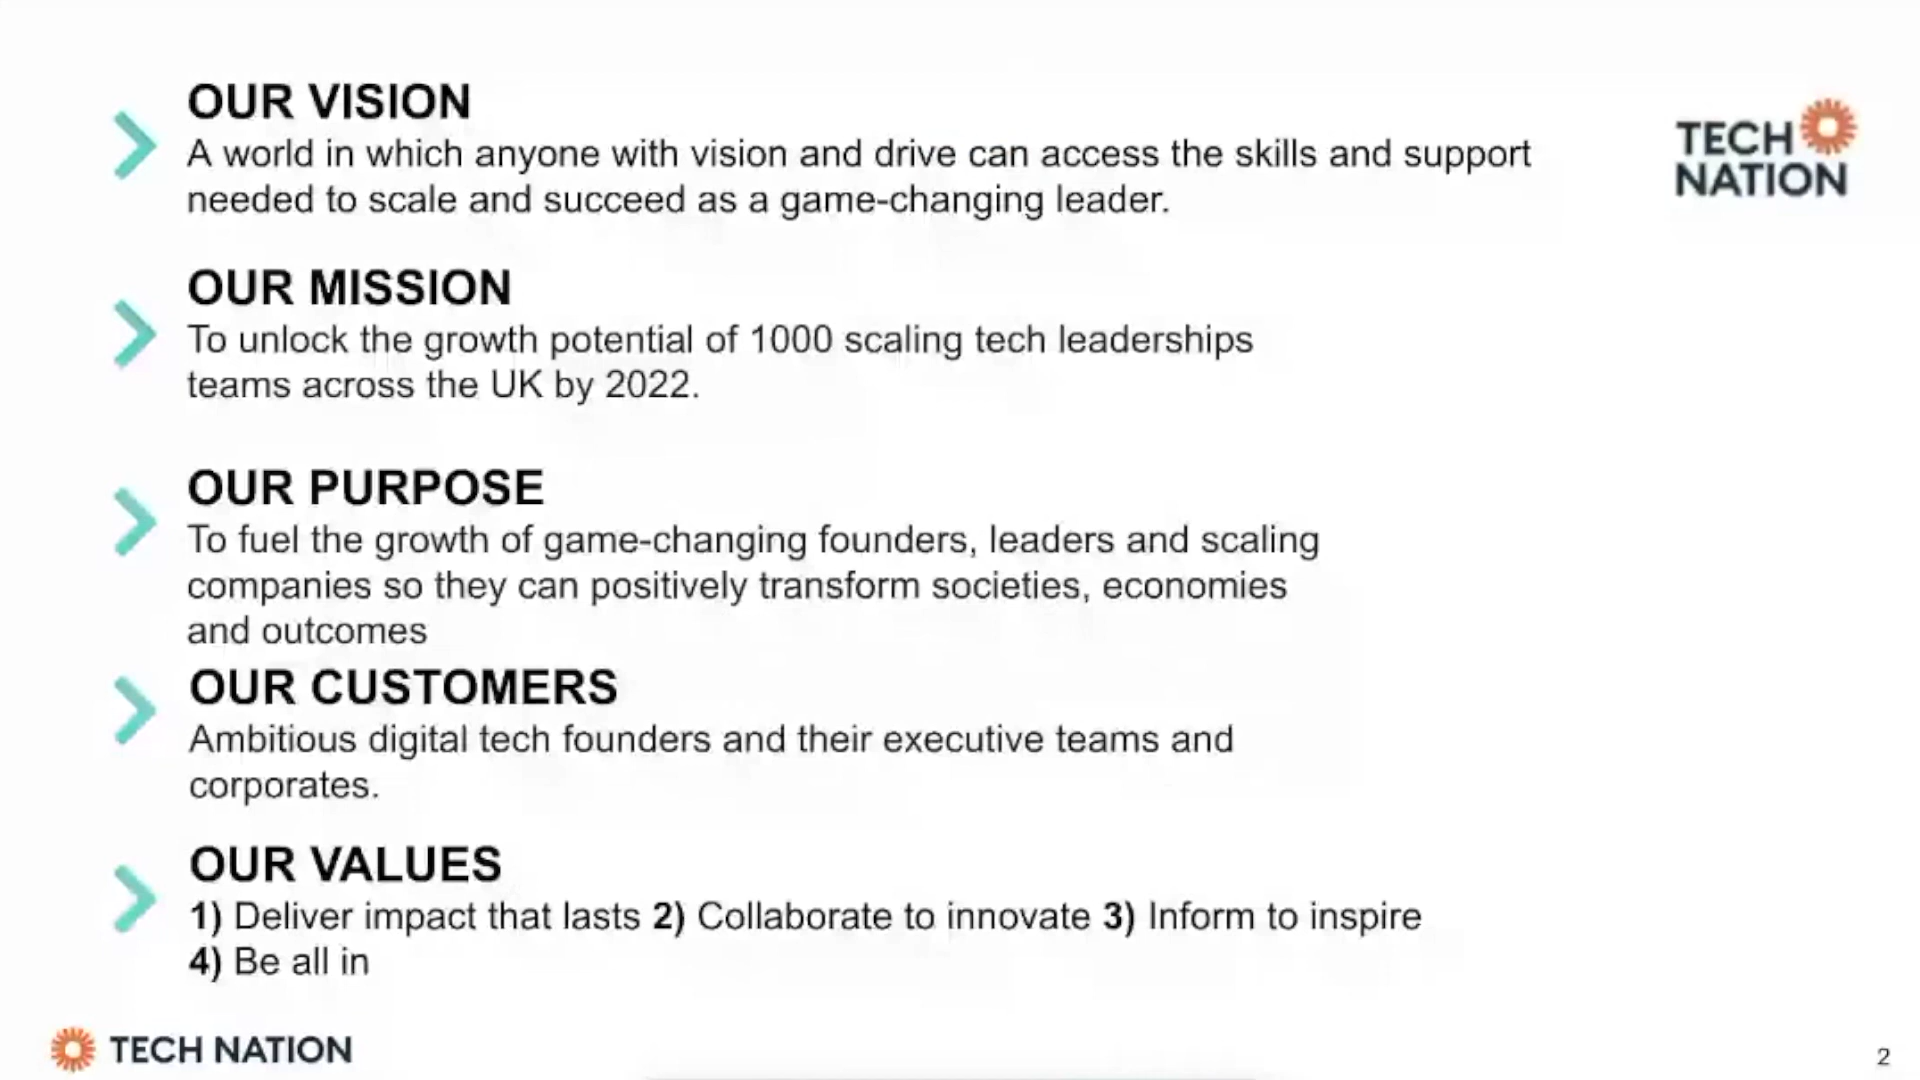 OUR VISION
A world in which anyone with vision and drive can access the skills and support
needed to scale and succeed as a game-changing leader.
TECH
NATION
OUR MISSION
To unlock the growth potential of 1000 scaling tech leaderships
teams across the UK by 2022.
OUR PURPOSE
To fuel the growth of game-changing founders, leaders and scaling
companies so they can positively transform societies, economies
and outcomes
OUR CUSTOMERS
Ambitious digital tech founders and their executive teams and
corporates.
OUR VALUES
1) Deliver impact that lasts 2) Collaborate to innovate 3) Inform to inspire
4) Be all in
TECH NATION
2